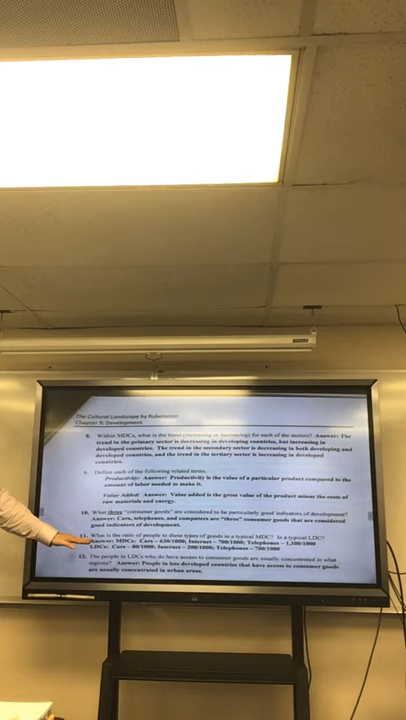 The Cultural Landscape by Rubenstein
Chapter 9: Development
8. Within MDCs, what is the trend (increasing or decreasing) for each of the sectors? Answer: The
trend in the primary sector is decreasing in developing countries, but increasing in
developed countries. The trend in the secondary sector is decreasing in both developing and
developed countries, and the trend in the tertiary sector is increasing in developed
countries.
9. Define each of the following related terms.
Productivity: Answer: Productivity is the value of a particular product compared to the
amount of labor needed to make it.
Value Added: Answer: Value added is the gross value of the product minus the costs of
raw materials and energy.
10. What three "consumer goods" are considered to be particularly good indicators of development?
Answer: Cars, telephones, and computers are "three" consumer goods that are considered
good indicators of development.
11. What is the ratio of people to these types of goods in a typical MDC? In a typical LDC?
Answer: MDCs: Cars – 630/1000; Internet – 700/1000; Telephones – 1,100/1000
LDCs: Cars – 80/1000; Internet – 200/1000; Telephones – 700/1000
12. The people in LDCs who do have access to consumer goods are usually concentrated in what
regions? Answer: People in less developed countries that have access to consumer goods
are usually concentrated in urban areas.